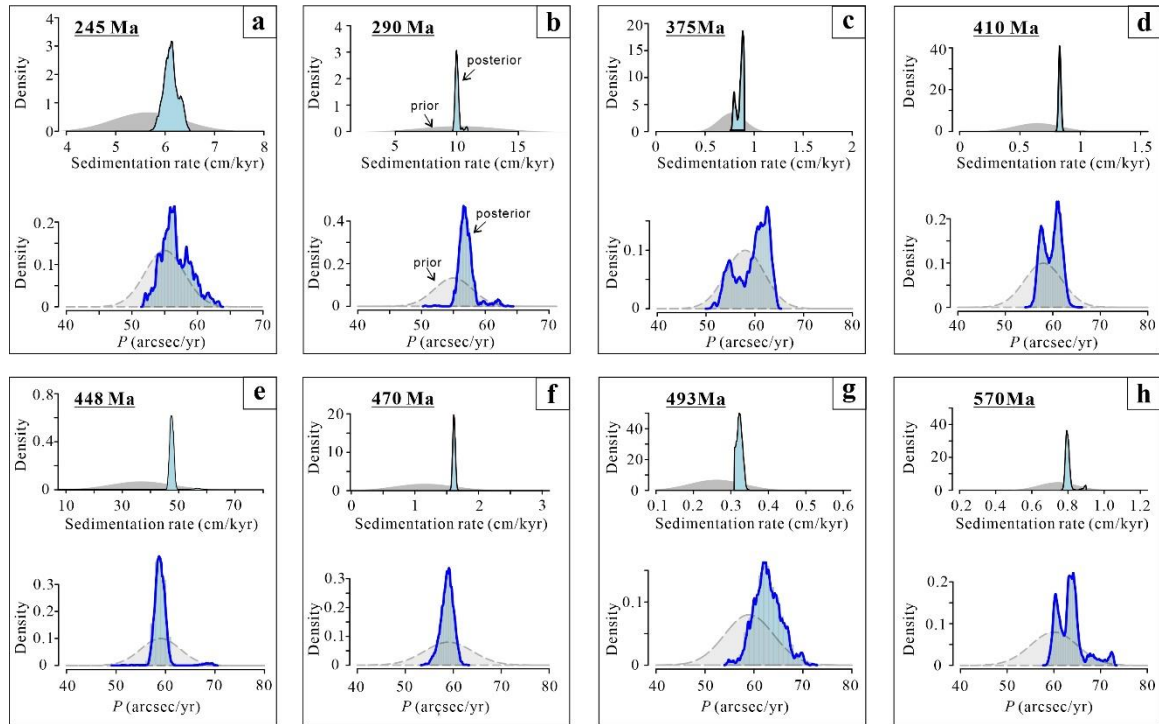 245 Ma
a
4
3
2
1
0
Density
4
5
6
7
8
Sedimentation rate (cm/kyr)
0.2
0.1
0
Density
40
50
60
70
P (arcsec/yr)
290 Ma
b
posterior
prior
4
3
2
1
0
Density
5
10
15
Sedimentation rate (cm/kyr)
posterior
prior
0.4
0.2
0
Density
40
50
60
70
80
P (arcsec/yr)
375Ma
c
20
15
10
5
0
Density
0
0.5
1
1.5
2
Sedimentation rate (cm/kyr)
0.1
0
Density
40
50
60
70
80
P (arcsec/yr)
410 Ma
d
40
20
0
Density
0
0.5
1
1.5
Sedimentation rate (cm/kyr)
0.2
0.1
0
Density
40
50
60
70
80
P (arcsec/yr)
448 Ma
e
0.8
0.4
0
Density
10
30
50
70
Sedimentation rate (cm/kyr)
0.3
0.2
0.1
0
Density
40
50
60
70
80
P (arcsec/yr)
470 Ma
f
20
10
0
Density
0
1
2
3
Sedimentation rate (cm/kyr)
0.3
0.2
0.1
0
Density
40
50
60
70
80
P (arçsec/yr)
493Ma
g
40
20
0
Density
0.1
0.2
0.3
0.4
0.5
0.6
Sedimentation rate (cm/kyr)
0.1
0
Density
40
50
60
70
80
P (arcsec/yr)
570Ma
h
40
20
0
Density
0.2
0.4
0.6
0.8
1.0
1.2
Sedimentation rate (cm/kyr)
0.2
0.1
0
Density
40
50
60
70
80
P (arcsec/yr)